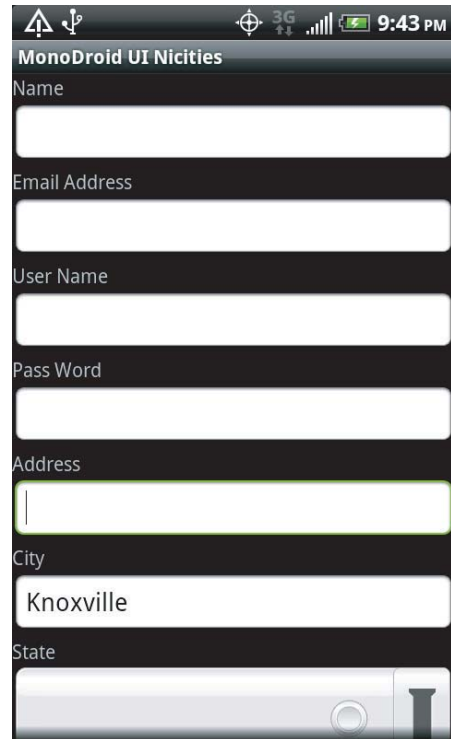 3G 9:43 PM
MonoDroid UI Nicities
Name
Email Address
User Name
Pass Word
Address
City
Knoxville
State